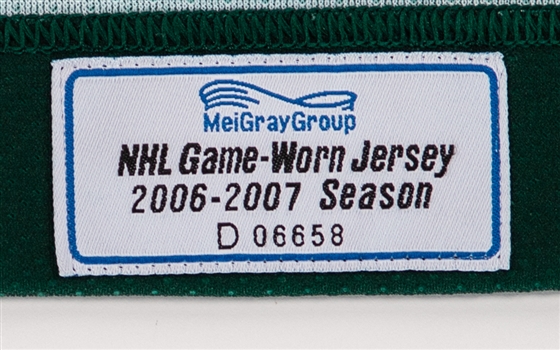 MeiGrayGroup
NHL Game-Worn Jersey
2006-2007 Season
D 06658